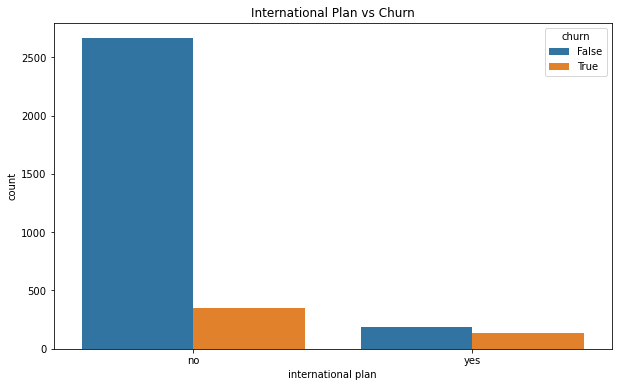 International Plan vs Churn
churn
False
True
2500
2000
1500
1000
500
0
count
no
yes
international plan